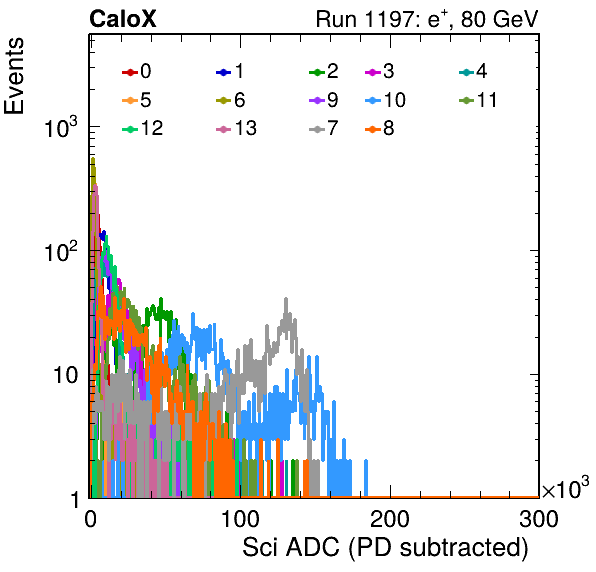 CaloX Run 1197: e⁺, 80 GeV
Events
0 1 2 3 4
5 6 9 10 11
12 13 7 8
10³
10²
10
1
0 100 200 300
×10³
Sci ADC (PD subtracted)